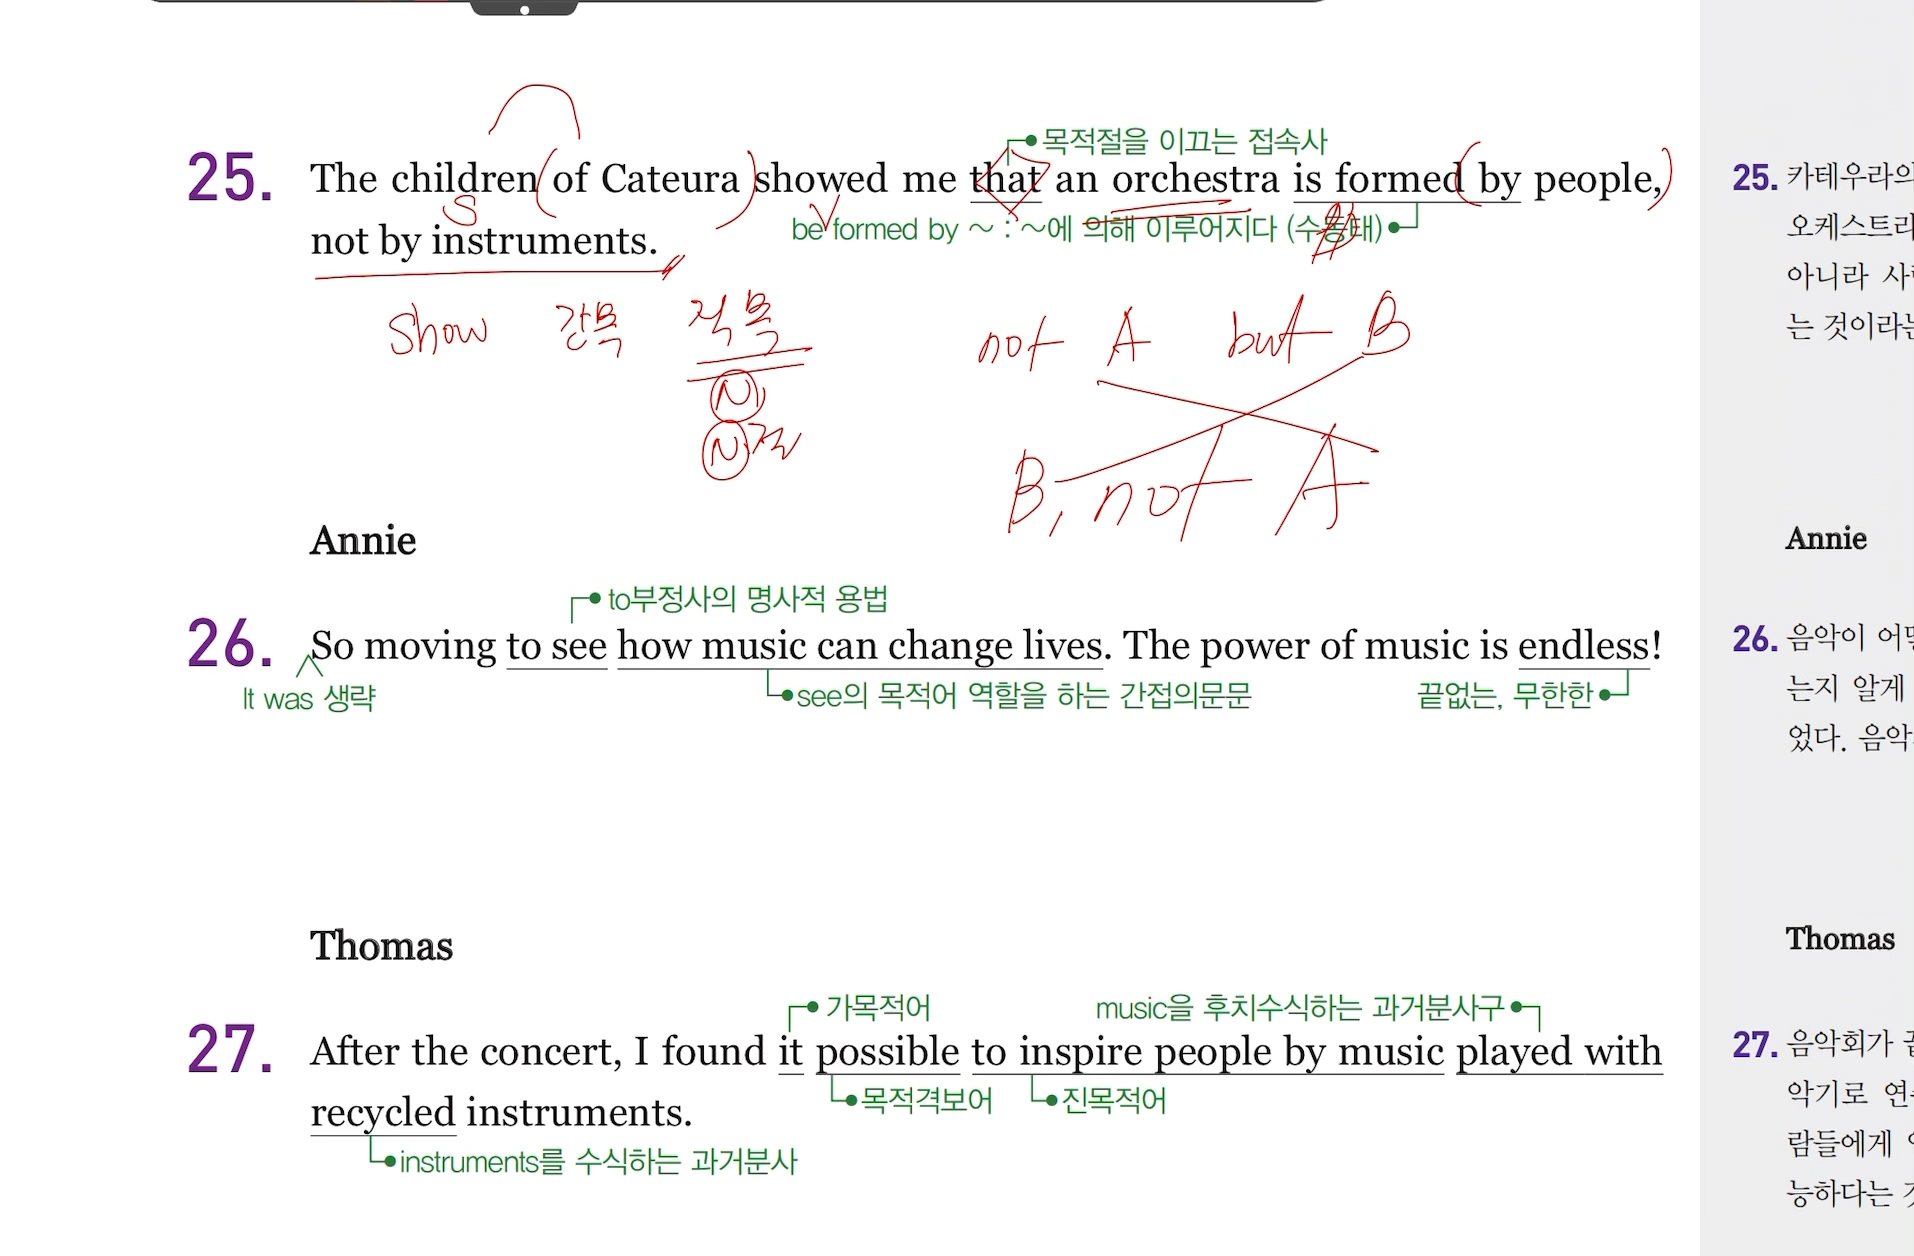 목적절을 이끄는 접속사
25. The children (of Cateura) showed me that an orchestra is formed (by people,)
S V
be formed by ~ : ~에 의해 이루어지다 (수동태)
not by instruments.
show 간목 직목
N
N절
not A but B
B, not A
Annie
to부정사의 명사적 용법
26. So moving to see how music can change lives. The power of music is endless!
It was 생략 see의 목적어 역할을 하는 간접의문문 끝없는, 무한한
Thomas
가목적어 music을 후치수식하는 과거분사구
27. After the concert, I found it possible to inspire people by music played with
목적격보어 진목적어
recycled instruments.
instruments를 수식하는 과거분사
25. 카테우라의
오케스트라
아니라
는 것이라는
Annie
26. 음악이
는지 알게
었다. 음악
Thomas
27. 음악회가
악기로
람들에게
능하다는